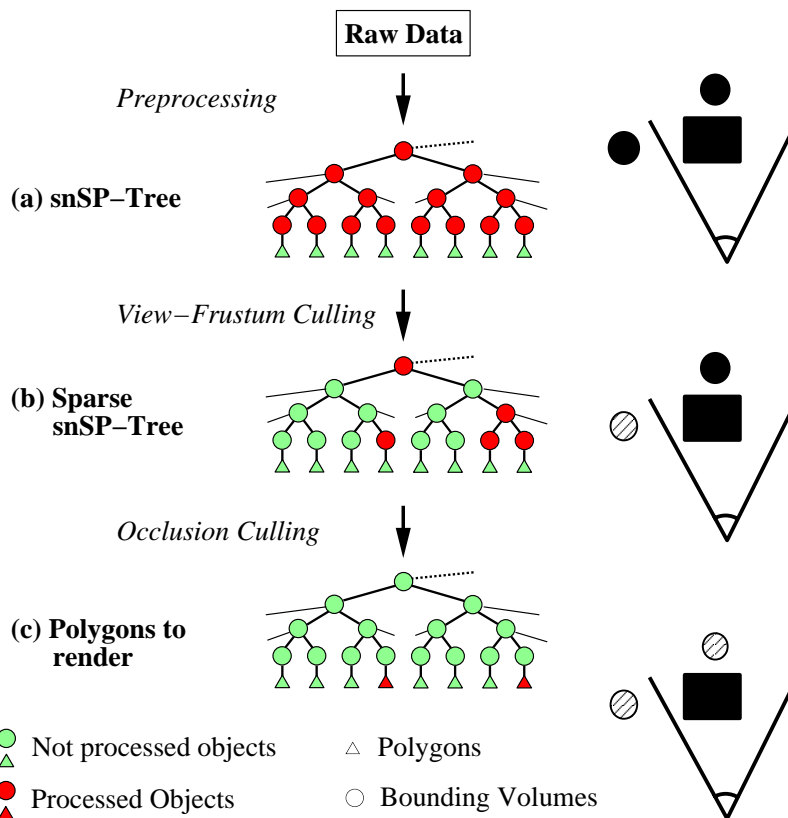 Raw Data
Preprocessing
(a) snSP–Tree
View–Frustum Culling
(b) Sparse
snSP–Tree
Occlusion Culling
(c) Polygons to
render
Not processed objects
Polygons
Processed Objects
Bounding Volumes